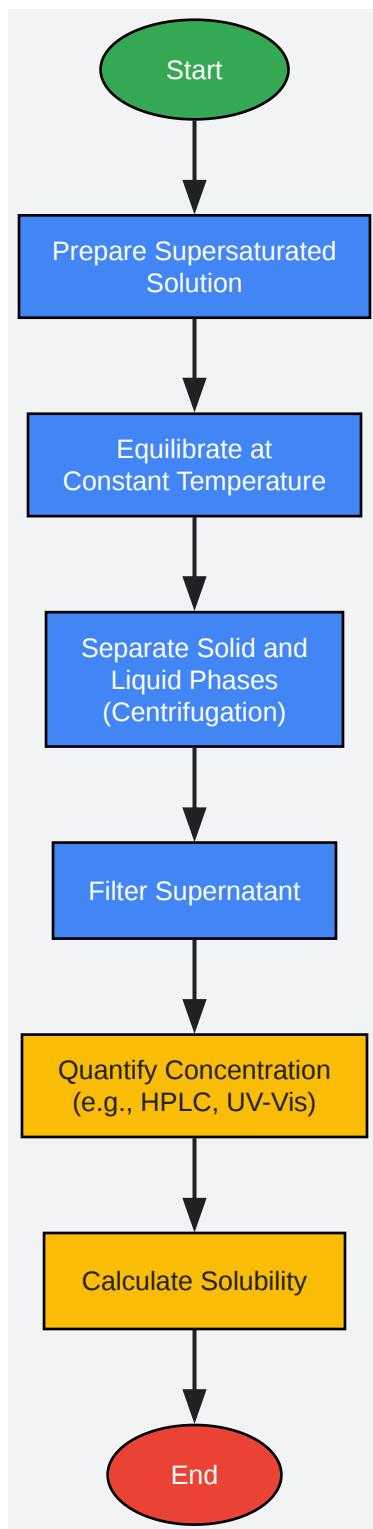 Start
Prepare Supersaturated
Solution
Equilibrate at
Constant Temperature
Separate Solid and
Liquid Phases
(Centrifugation)
Filter Supernatant
Quantify Concentration
(e.g., HPLC, UV-Vis)
Calculate Solubility
End